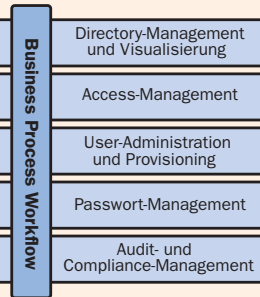 Business Process Workflow
Directory-Management
und Visualisierung
Access-Management
User-Administration
und Provisioning
Passwort-Management
Audit- und
Compliance-Management